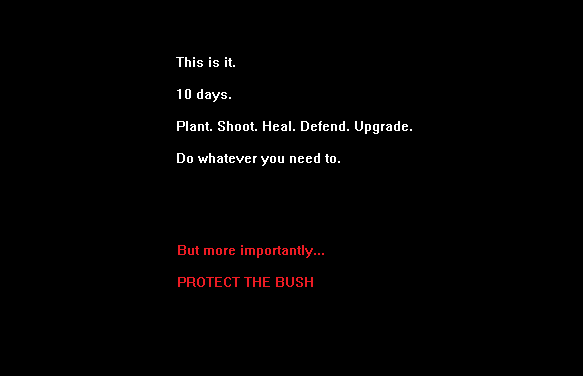 This is it.
10 days.
Plant. Shoot. Heal. Defend. Upgrade.
Do whatever you need to.
But more importantly...
PROTECT THE BUSH